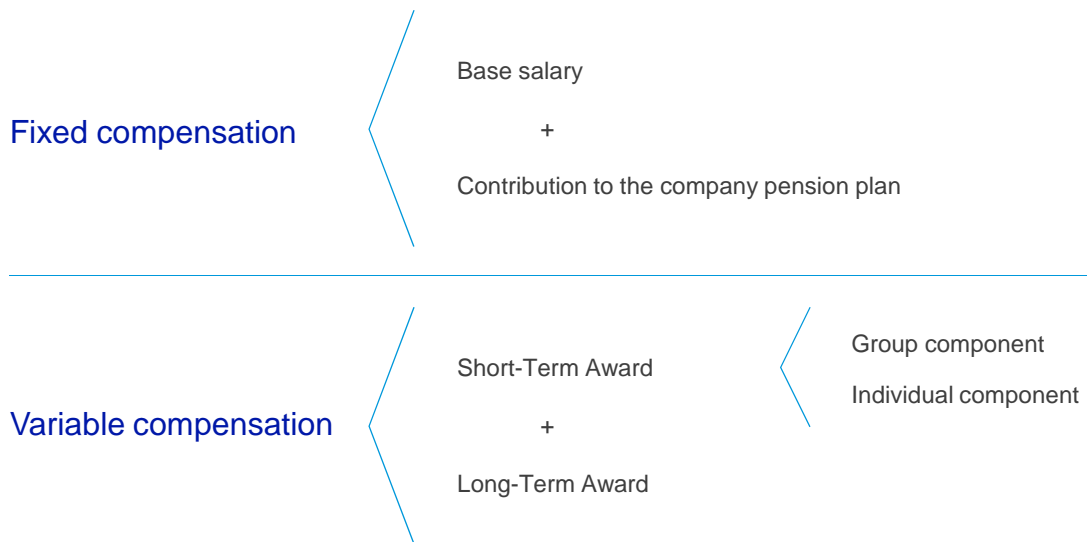 Fixed compensation
Base salary
+
Contribution to the company pension plan
Variable compensation
Short-Term Award
+
Long-Term Award
Group component
Individual component